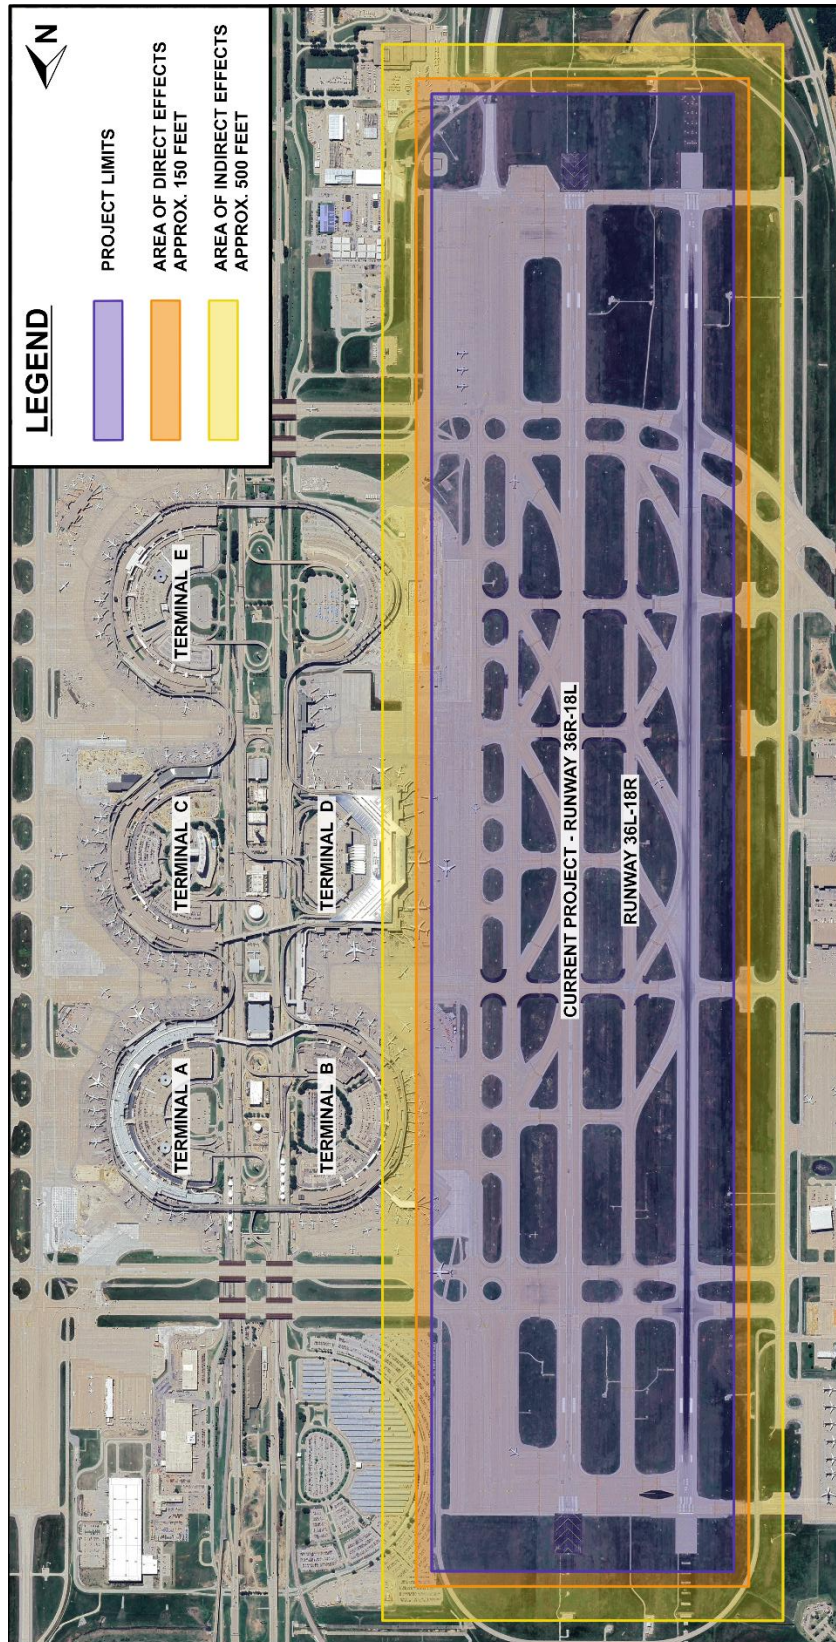 N
LEGEND
PROJECT LIMITS
AREA OF DIRECT EFFECTS
APPROX. 150 FEET
AREA OF INDIRECT EFFECTS
APPROX. 500 FEET
TERMINAL A
TERMINAL C
TERMINAL E
TERMINAL B
TERMINAL D
CURRENT PROJECT - RUNWAY 36R-18L
RUNWAY 36L-18R